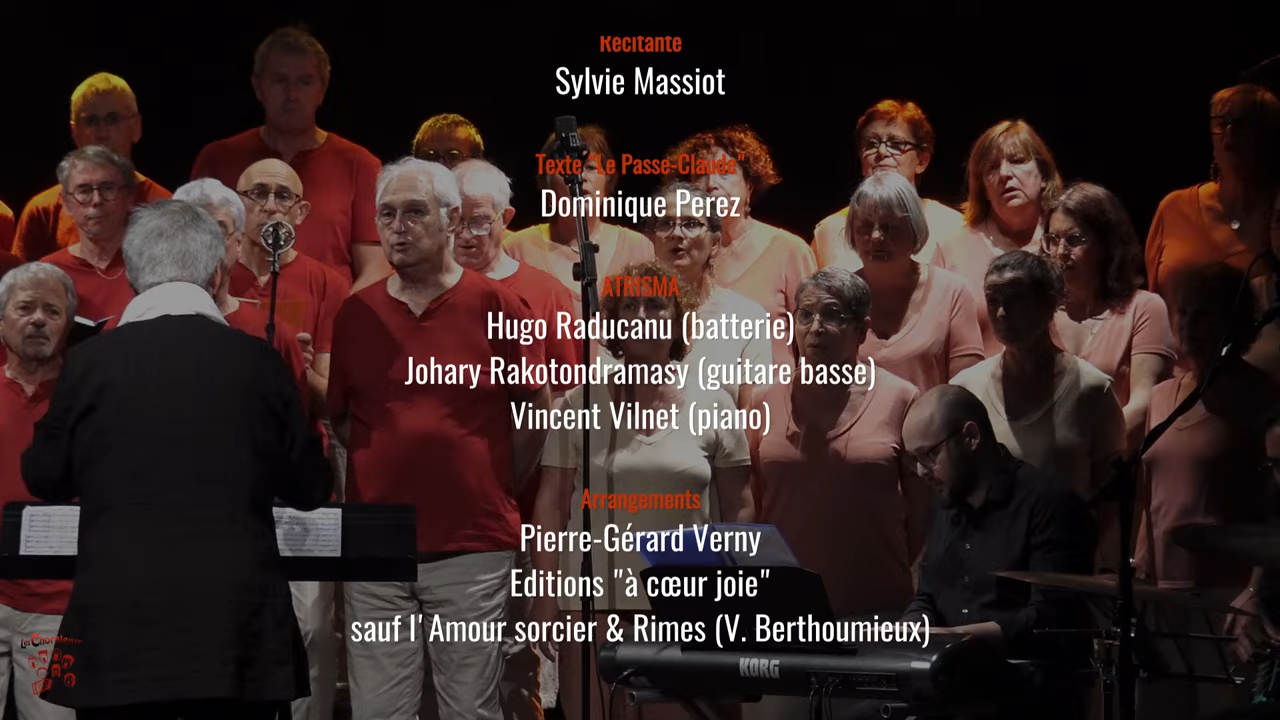 Récitante
Sylvie Massiot
Texte "Le Passe-Claude"
Dominique Perez
ATRISMA
Hugo Raducanu (batterie)
Johary Rakotondramasy (guitare basse)
Vincent Vilnet (piano)
Arrangements
Pierre-Gérard Verny
Editions "à cœur joie"
sauf l'Amour sorcier & Rimes (V. Berthoumieux)
KORG